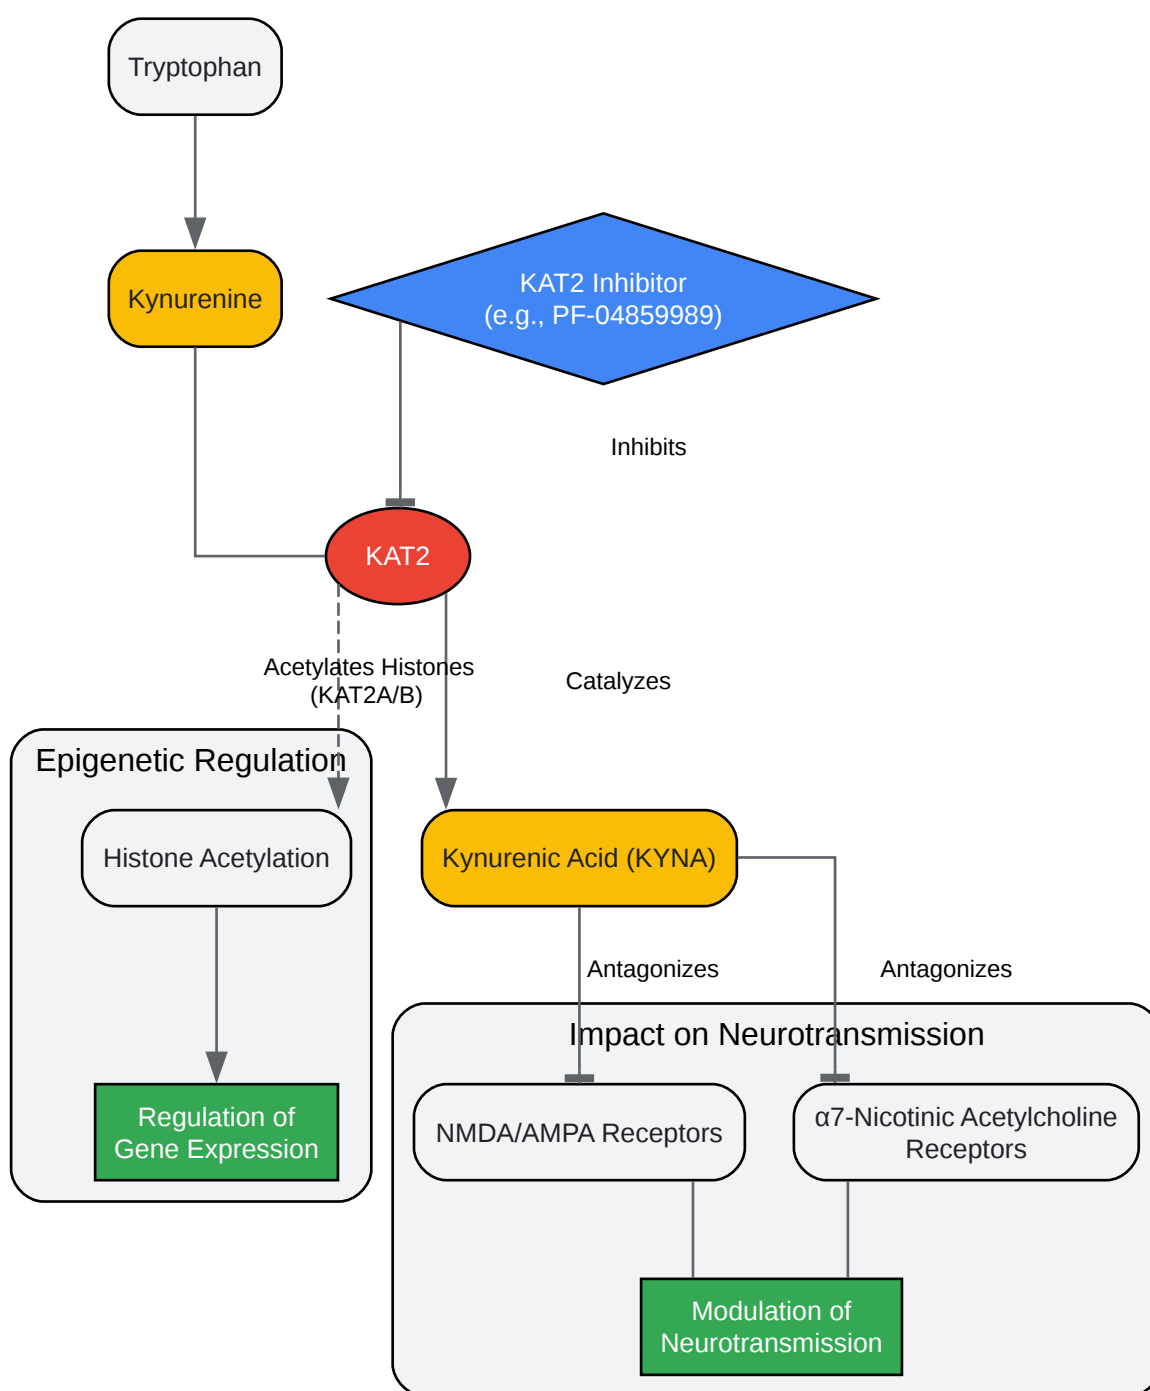 Tryptophan
Kynurenine
KAT2 Inhibitor
(e.g., PF-04859989)
Inhibits
KAT2
Acetylates Histones
(KAT2A/B)
Catalyzes
Epigenetic Regulation
Histone Acetylation
Kynurenic Acid (KYNA)
Antagonizes
Antagonizes
Impact on Neurotransmission
Regulation of
Gene Expression
NMDA/AMPA Receptors
α7-Nicotinic Acetylcholine
Receptors
Modulation of
Neurotransmission